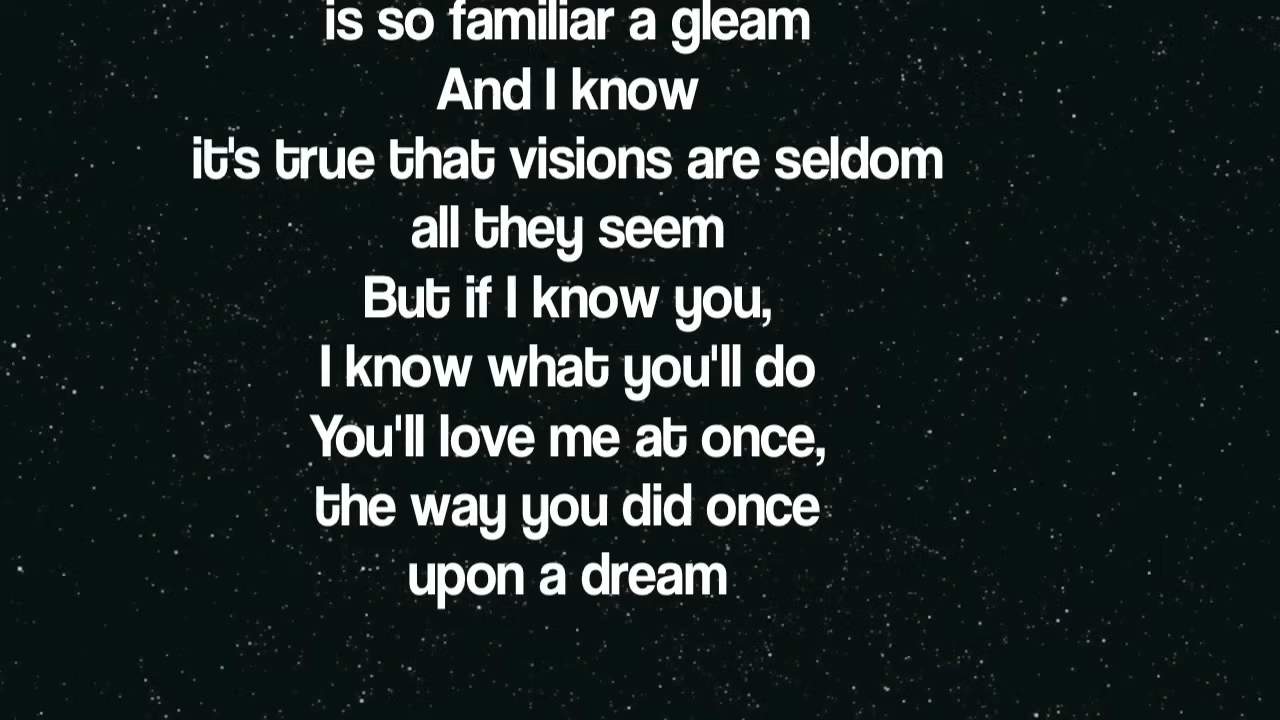 is so familiar a gleam
And I know
it's true that visions are seldom
all they seem
But if I know you,
I know what you'll do
You'll love me at once,
the way you did once
upon a dream